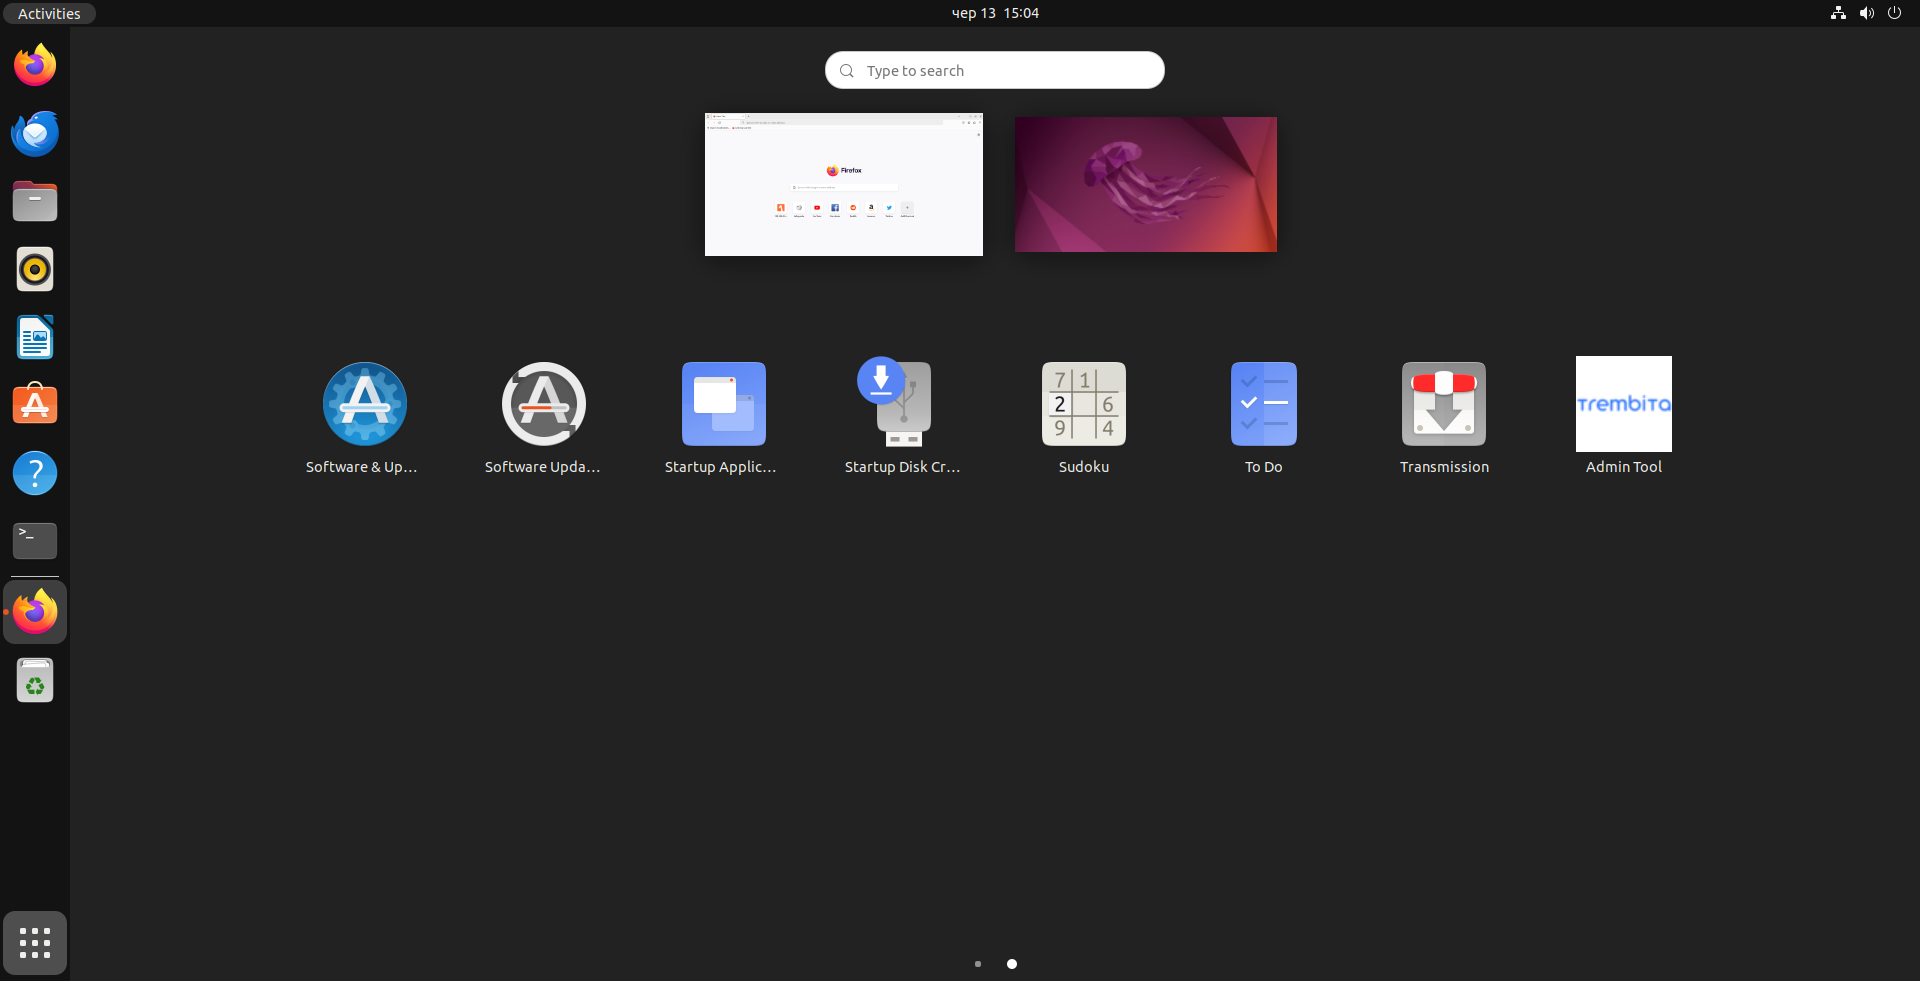 Activities
чер 13 15:04
Type to search
Firefox
7 1
2 6
9 4
trembita
Software & Up...
Software Upda...
Startup Applic...
Startup Disk Cr...
Sudoku
To Do
Transmission
Admin Tool
?
>_